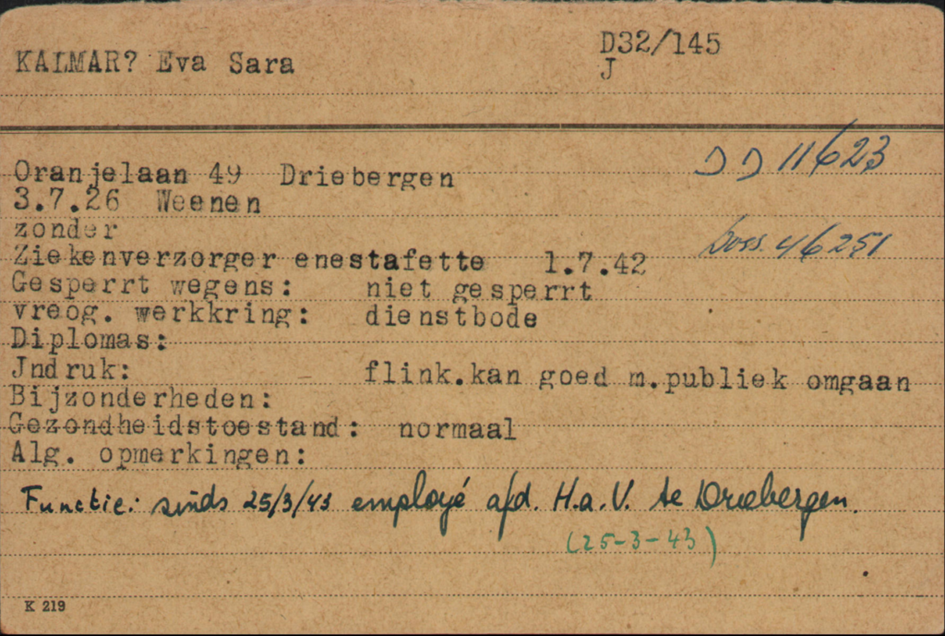 KALMAR? Eva Sara
D32/145
J
Oranjelaan 49 Driebergen
DD 11623
3.7.26 Weenen
zonder
Doss. 46251
Ziekenverzorger enestafette 1.7.42
Gesperrt wegens: niet gesperrt
vreog. werkkring: dienstbode
Diplomas:
Jndruk: flink.kan goed m.publiek omgaan
Bijzonderheden:
Gezondheidstoestand: normaal
Alg. opmerkingen:
Functie: sinds 25/3/43 employé afd. H.a.V. te Driebergen.
(25-3-43)
K 219